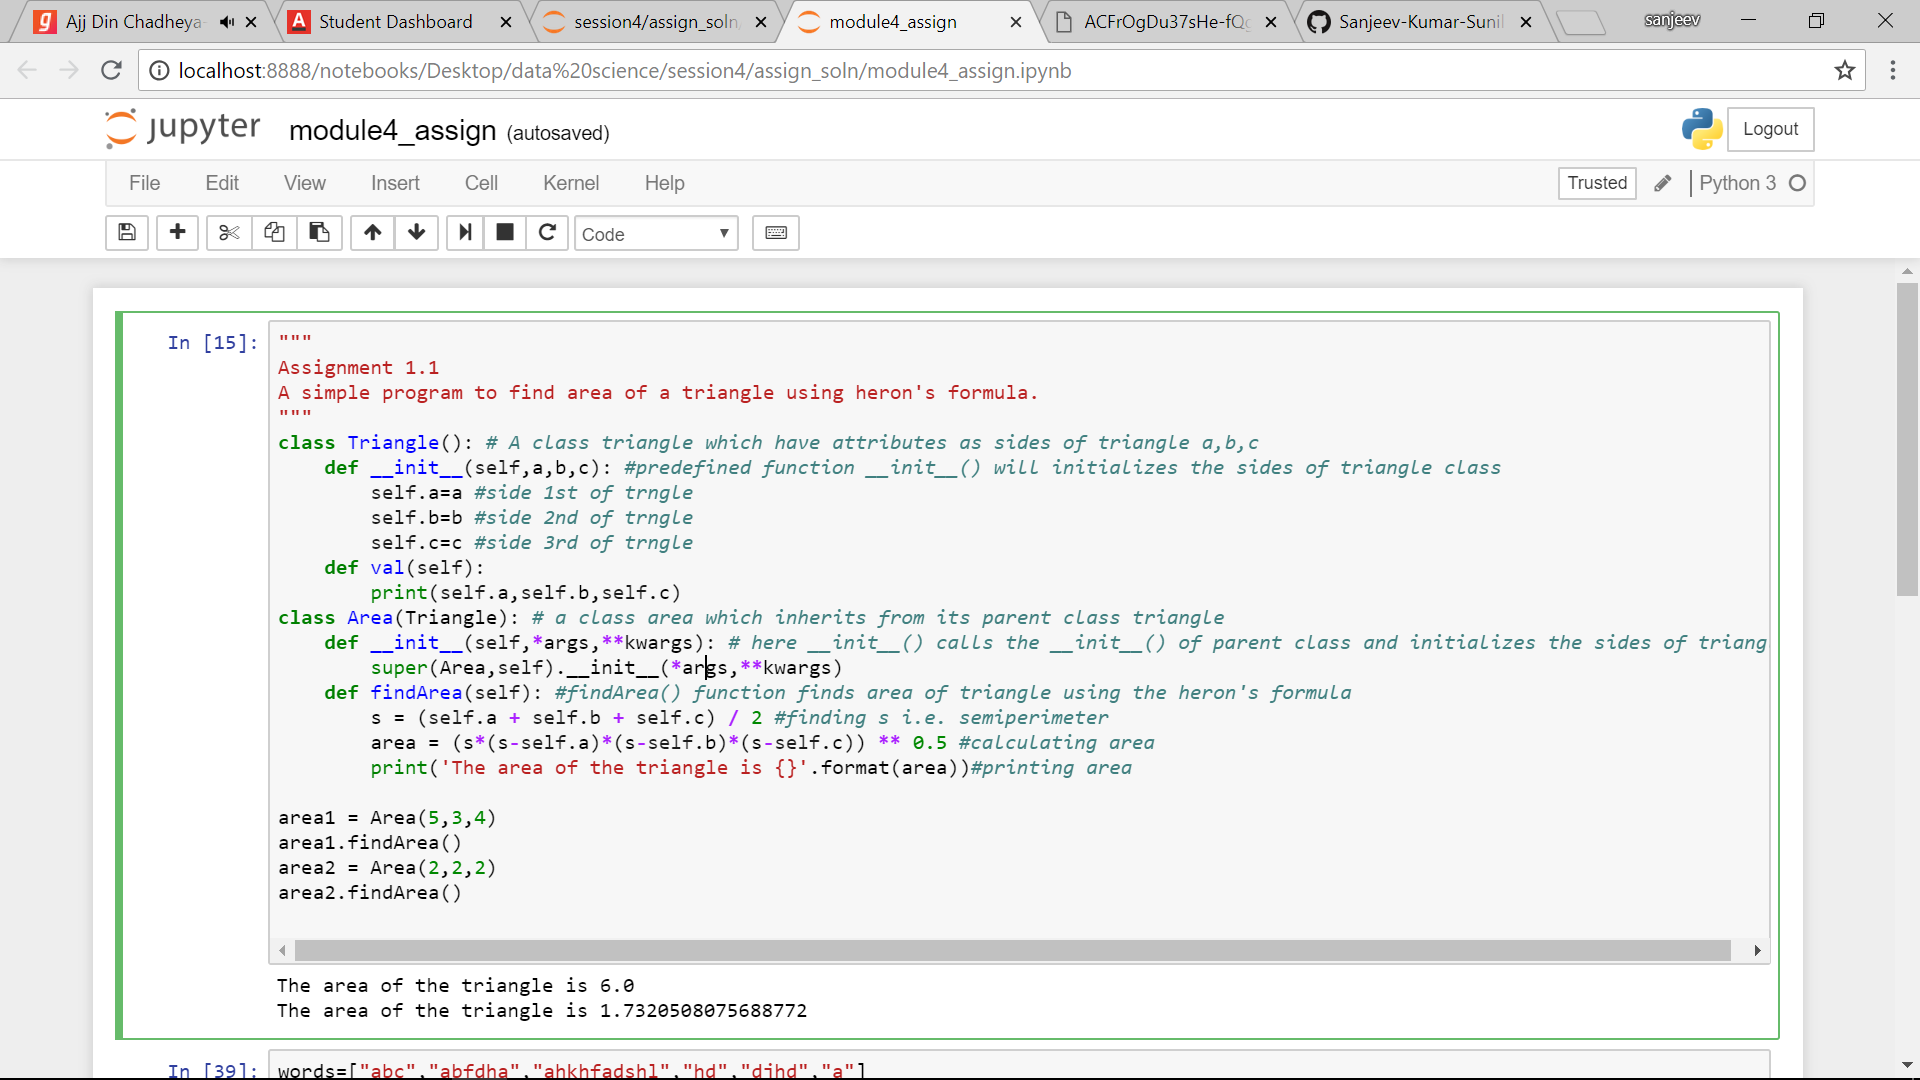 Ajj Din Chadheya
Student Dashboard
session4/assign_soln
module4_assign
ACFrOgDu37sHe-fQ
Sanjeev-Kumar-Sunil
sanjeev
localhost:8888/notebooks/Desktop/data%20science/session4/assign_soln/module4_assign.ipynb
jupyter module4_assign (autosaved)
Logout
File Edit View Insert Cell Kernel Help
Trusted
Python 3
Code
In [15]:
"""
Assignment 1.1
A simple program to find area of a triangle using heron's formula.
"""
class Triangle(): # A class triangle which have attributes as sides of triangle a,b,c
    def __init__(self,a,b,c): #predefined function __init__() will initializes the sides of triangle class
        self.a=a #side 1st of trngle
        self.b=b #side 2nd of trngle
        self.c=c #side 3rd of trngle
    def val(self):
        print(self.a,self.b,self.c)
class Area(Triangle): # a class area which inherits from its parent class triangle
    def __init__(self,*args,**kwargs): # here __init__() calls the __init__() of parent class and initializes the sides of triang
        super(Area,self).__init__(*args,**kwargs)
    def findArea(self): #findArea() function finds area of triangle using the heron's formula
        s = (self.a + self.b + self.c) / 2 #finding s i.e. semiperimeter
        area = (s*(s-self.a)*(s-self.b)*(s-self.c)) ** 0.5 #calculating area
        print('The area of the triangle is {}'.format(area))#printing area
area1 = Area(5,3,4)
area1.findArea()
area2 = Area(2,2,2)
area2.findArea()
The area of the triangle is 6.0
The area of the triangle is 1.7320508075688772
In [39]: words=["abc","abfdha","ahkhfadshl","hd","djhd","a"]